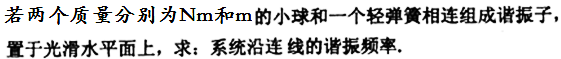 若两个质量分别为Nm和m的小球和一个轻弹簧相连组成谐振子，
置于光滑水平面上，求：系统沿连线的谐振频率.